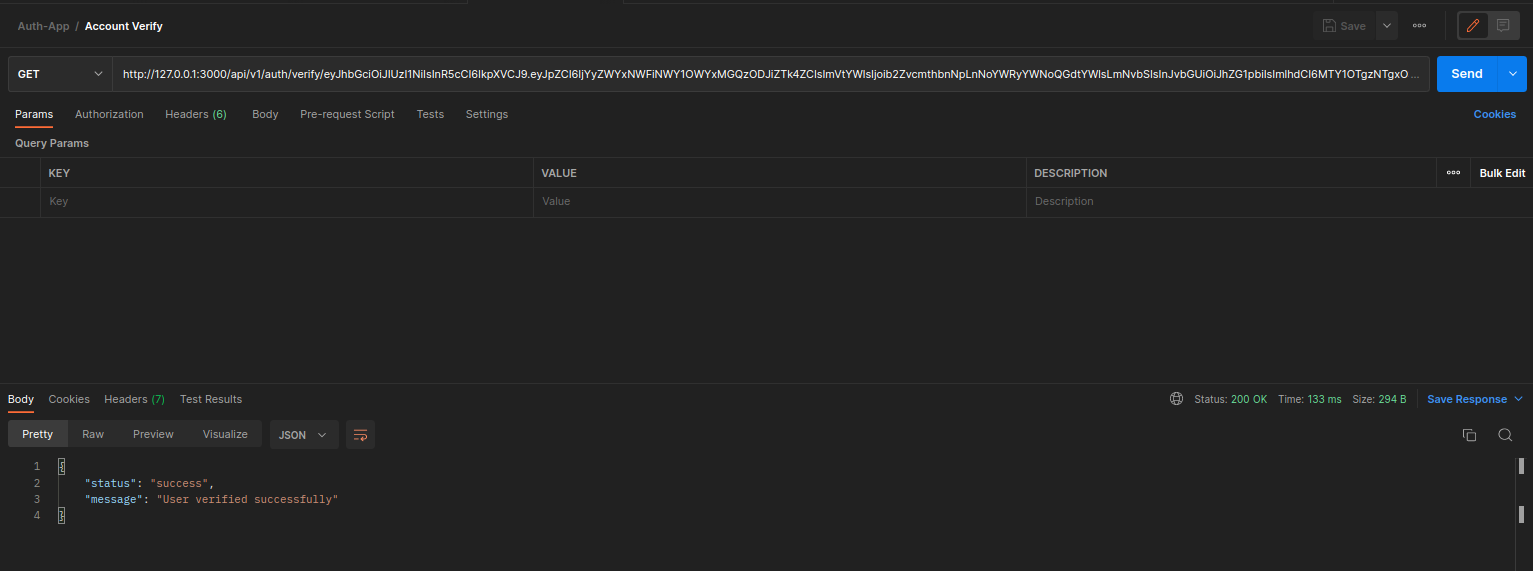 Auth-App / Account Verify
Save
GET
http://127.0.0.1:3000/api/v1/auth/verify/eyJhbGciOiJIUzI1NiIsInR5cCI6IkpXVCJ9.eyJpZCI6IjYyZWYxNWFiNWY1OWYxMGQzODJiZTk4ZCIsImVtYWlsIjoib2ZvcmthbnNpLnNoYWRyYWNoQGdtYWlsLmNvbSIsInJvbGUiOiJhZG1pbiIsImlhdCI6MTY1OTgzNTgxO ...
Send
Params Authorization Headers (6) Body Pre-request Script Tests Settings
Cookies
Query Params
KEY VALUE DESCRIPTION
Bulk Edit
Key Value Description
Body Cookies Headers (7) Test Results
Status: 200 OK Time: 133 ms Size: 294 B
Save Response
Pretty Raw Preview Visualize JSON
1 {
2 "status": "success",
3 "message": "User verified successfully"
4 }